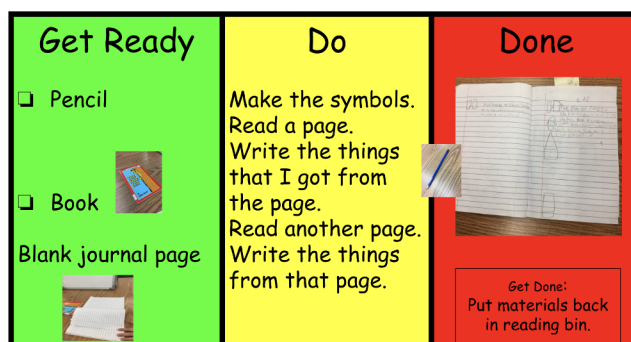 Get Ready
Pencil
Book
Blank journal page
Do
Make the symbols.
Read a page.
Write the things
that I got from
the page.
Read another page.
Write the things
from that page.
Done
Get Done:
Put materials back
in reading bin.